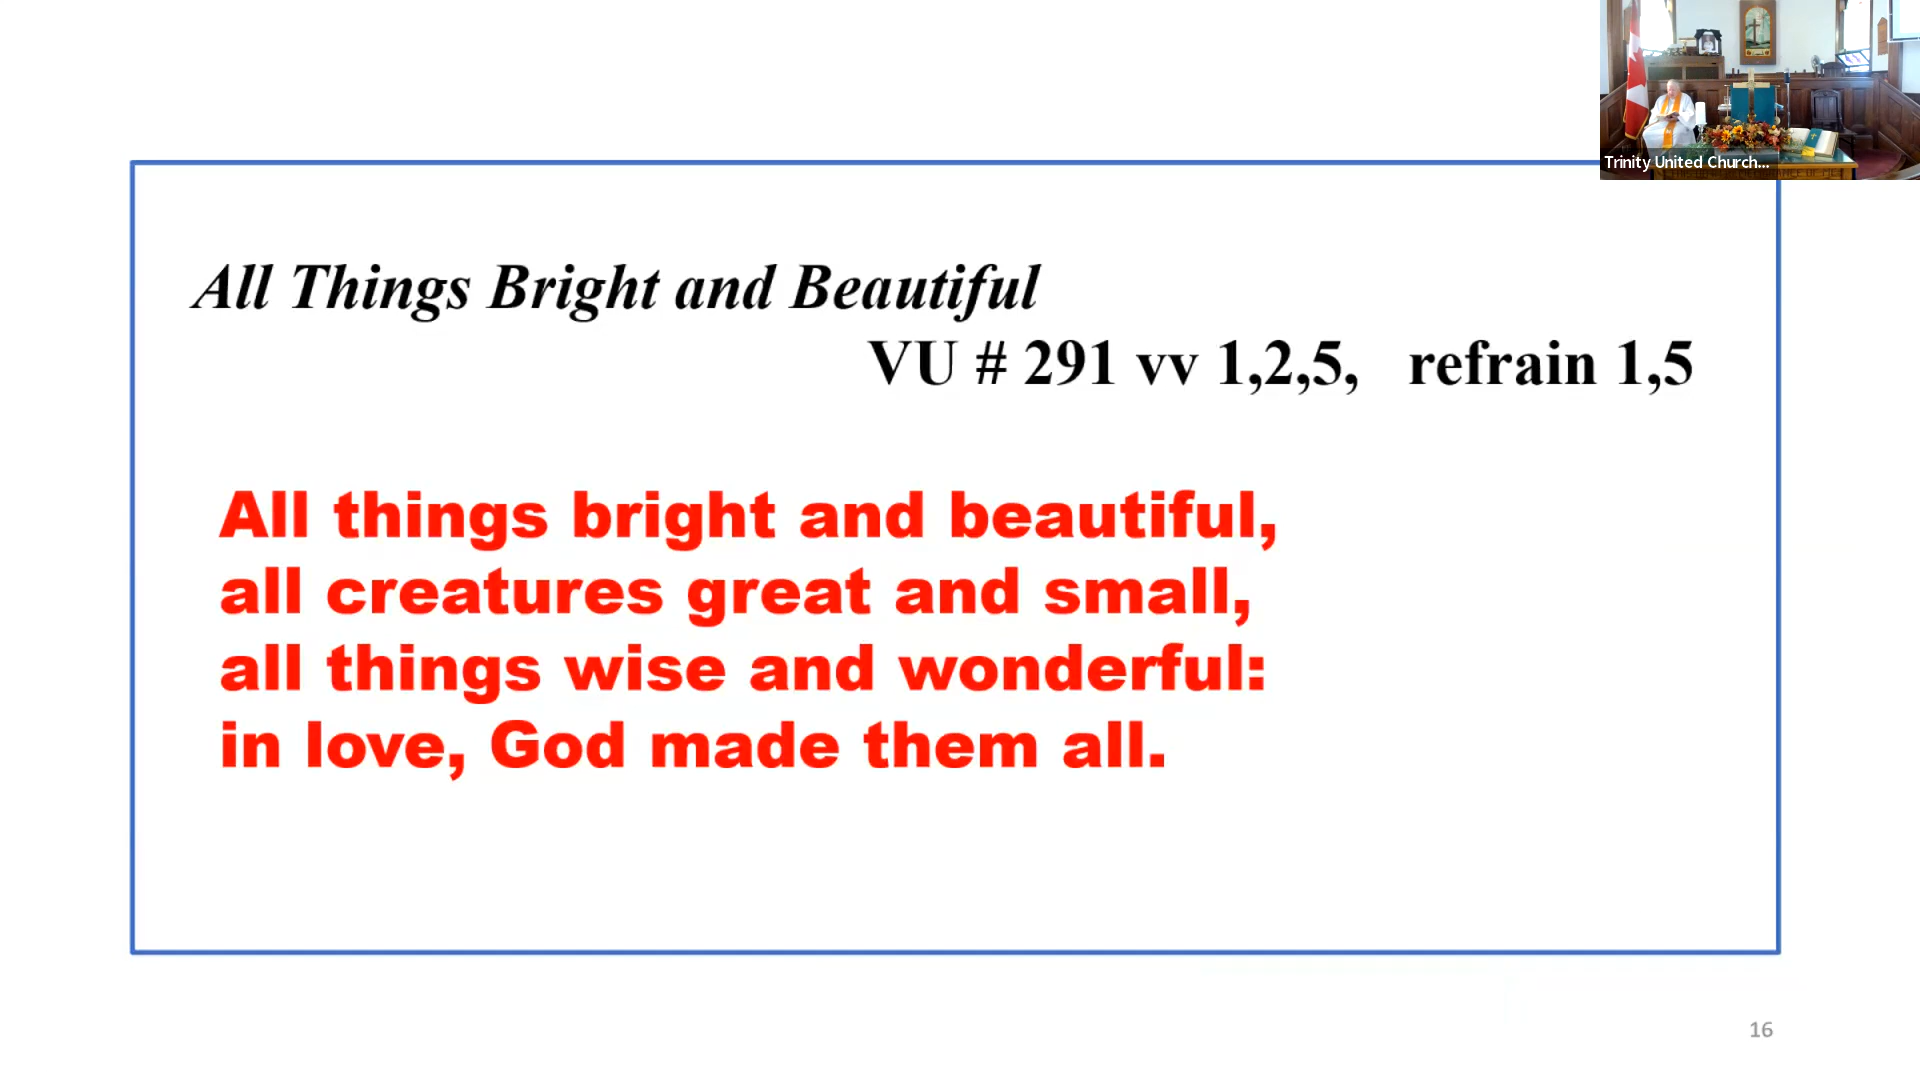 Trinity United Church...
All Things Bright and Beautiful
VU # 291 vv 1,2,5, refrain 1,5
All things bright and beautiful,
all creatures great and small,
all things wise and wonderful:
in love, God made them all.
16